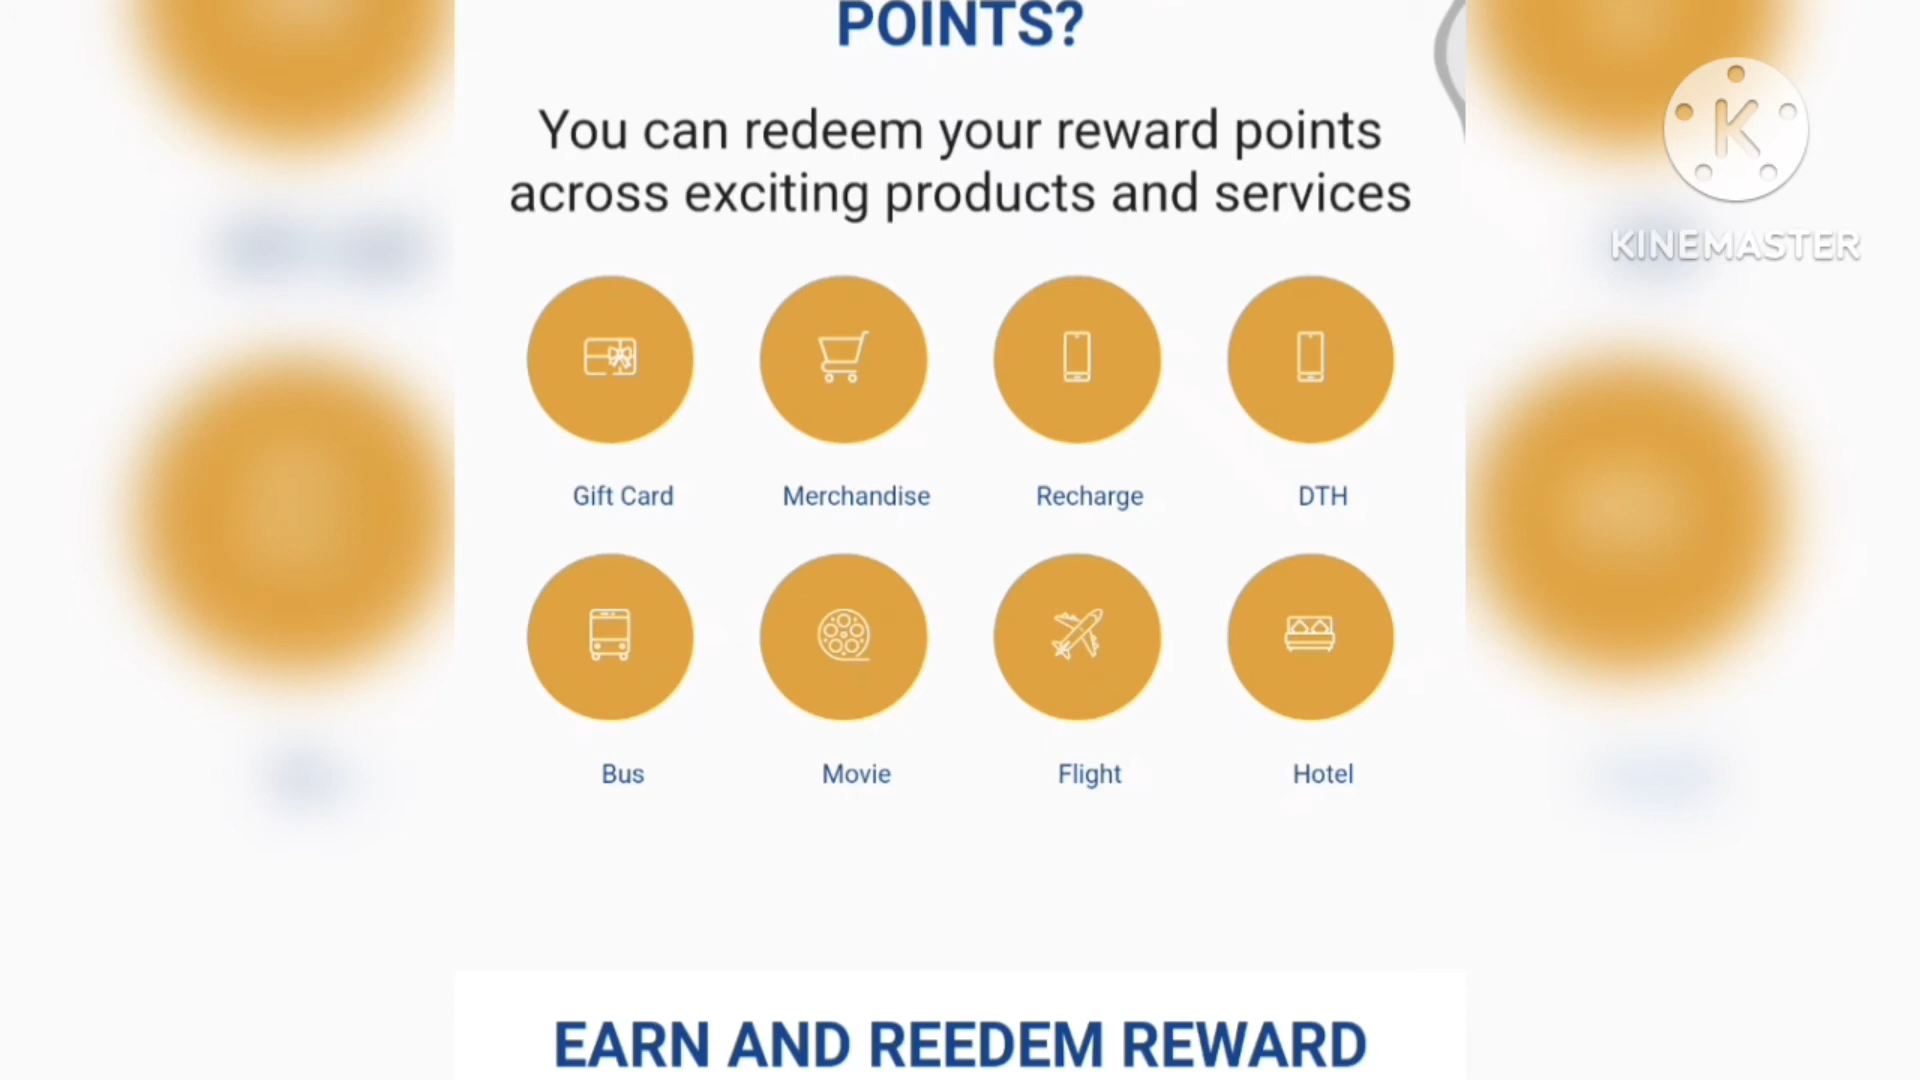 POINTS?
You can redeem your reward points
across exciting products and services
Gift Card Merchandise Recharge DTH
Bus Movie Flight Hotel
EARN AND REEDEM REWARD
K
KINEMASTER